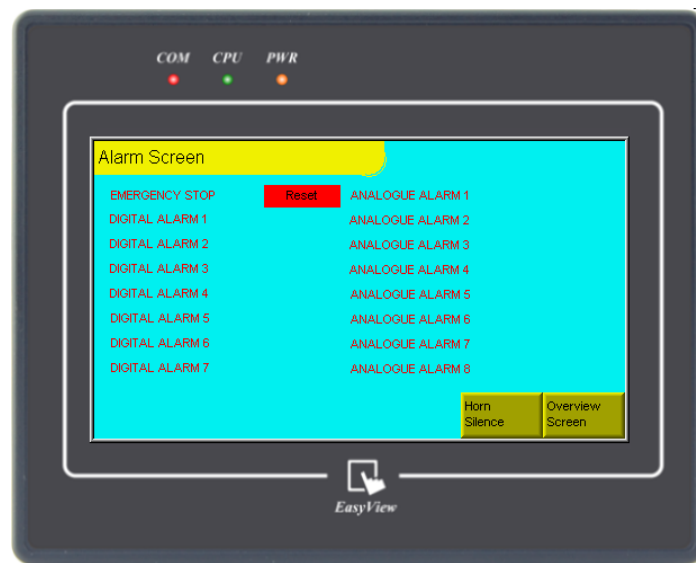 COM CPU PWR
Alarm Screen
EMERGENCY STOP Reset ANALOGUE ALARM 1
DIGITAL ALARM 1 ANALOGUE ALARM 2
DIGITAL ALARM 2 ANALOGUE ALARM 3
DIGITAL ALARM 3 ANALOGUE ALARM 4
DIGITAL ALARM 4 ANALOGUE ALARM 5
DIGITAL ALARM 5 ANALOGUE ALARM 6
DIGITAL ALARM 6 ANALOGUE ALARM 7
DIGITAL ALARM 7 ANALOGUE ALARM 8
Horn Overview
Silence Screen
EasyView